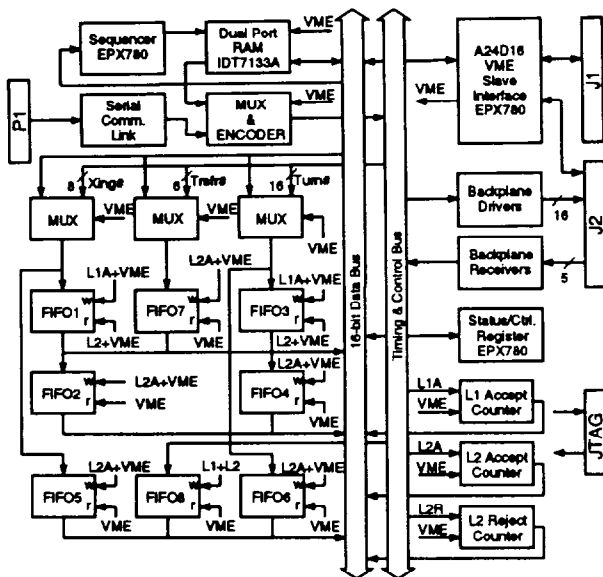 Sequencer
EPX780
Dual Port
RAM
IDT7133A
VME
A24D16
VME
Slave
Interface
EPX780
VME
J1
P1
Serial
Comm.
Link
MUX
&
ENCODER
VME
8
Xing#
6
Trnfr#
16
Turn#
MUX
VME
MUX
VME
MUX
VME
Backplane
Drivers
16
J2
Backplane
Receivers
5
16-bit Data Bus
Timing & Control Bus
L1A+VME
FIFO1
w
r
L2A+VME
FIFO7
w
r
VME
L1A+VME
FIFO3
w
r
L2+VME
L2+VME
Status/Ctrl.
Register
EPX780
FIFO2
w
r
L2A+VME
VME
L2A+VME
FIFO4
w
r
VME
L1A
VME
L1 Accept
Counter
JTAG
L2A
VME
L2 Accept
Counter
L2A+VME
FIFO5
w
r
VME
L1+L2
FIFO8
w
r
VME
L2A+VME
FIFO6
w
r
VME
L2R
VME
L2 Reject
Counter